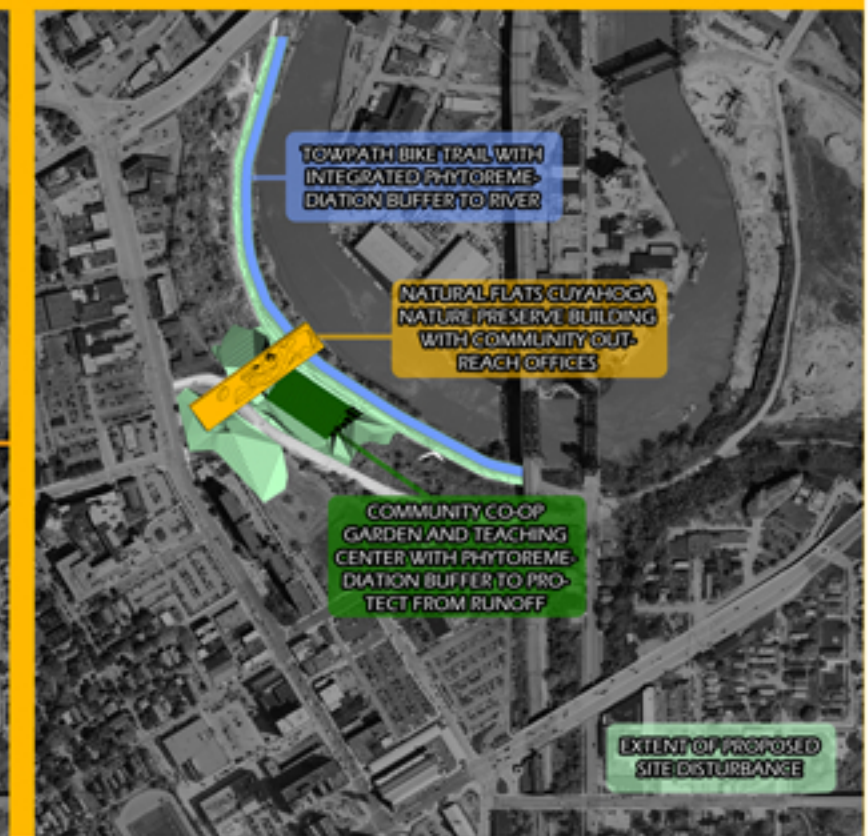 TOWPATH BIKE TRAIL WITH
INTEGRATED PHYTOREME-
DIATION BUFFER TO RIVER
NATURAL FLATS CUYAHOGA
NATURE PRESERVE BUILDING
WITH COMMUNITY OUT-
REACH OFFICES
COMMUNITY CO-OP
GARDEN AND TEACHING
CENTER WITH PHYTOREME-
DIATION BUFFER TO PRO-
TECT FROM RUNOFF
EXTENT OF PROPOSED
SITE DISTURBANCE